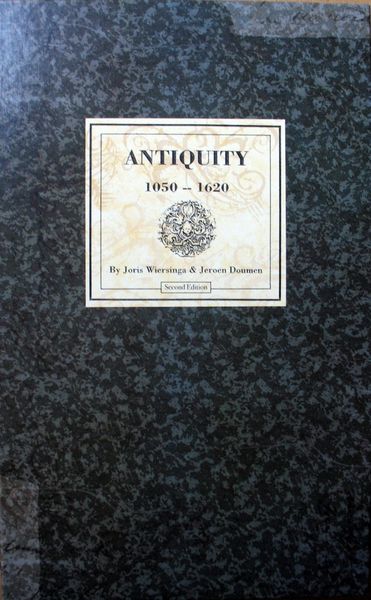 ANTIQUITY
1050 -- 1620
By Joris Wiersinga & Jeroen Doumen
Second Edition